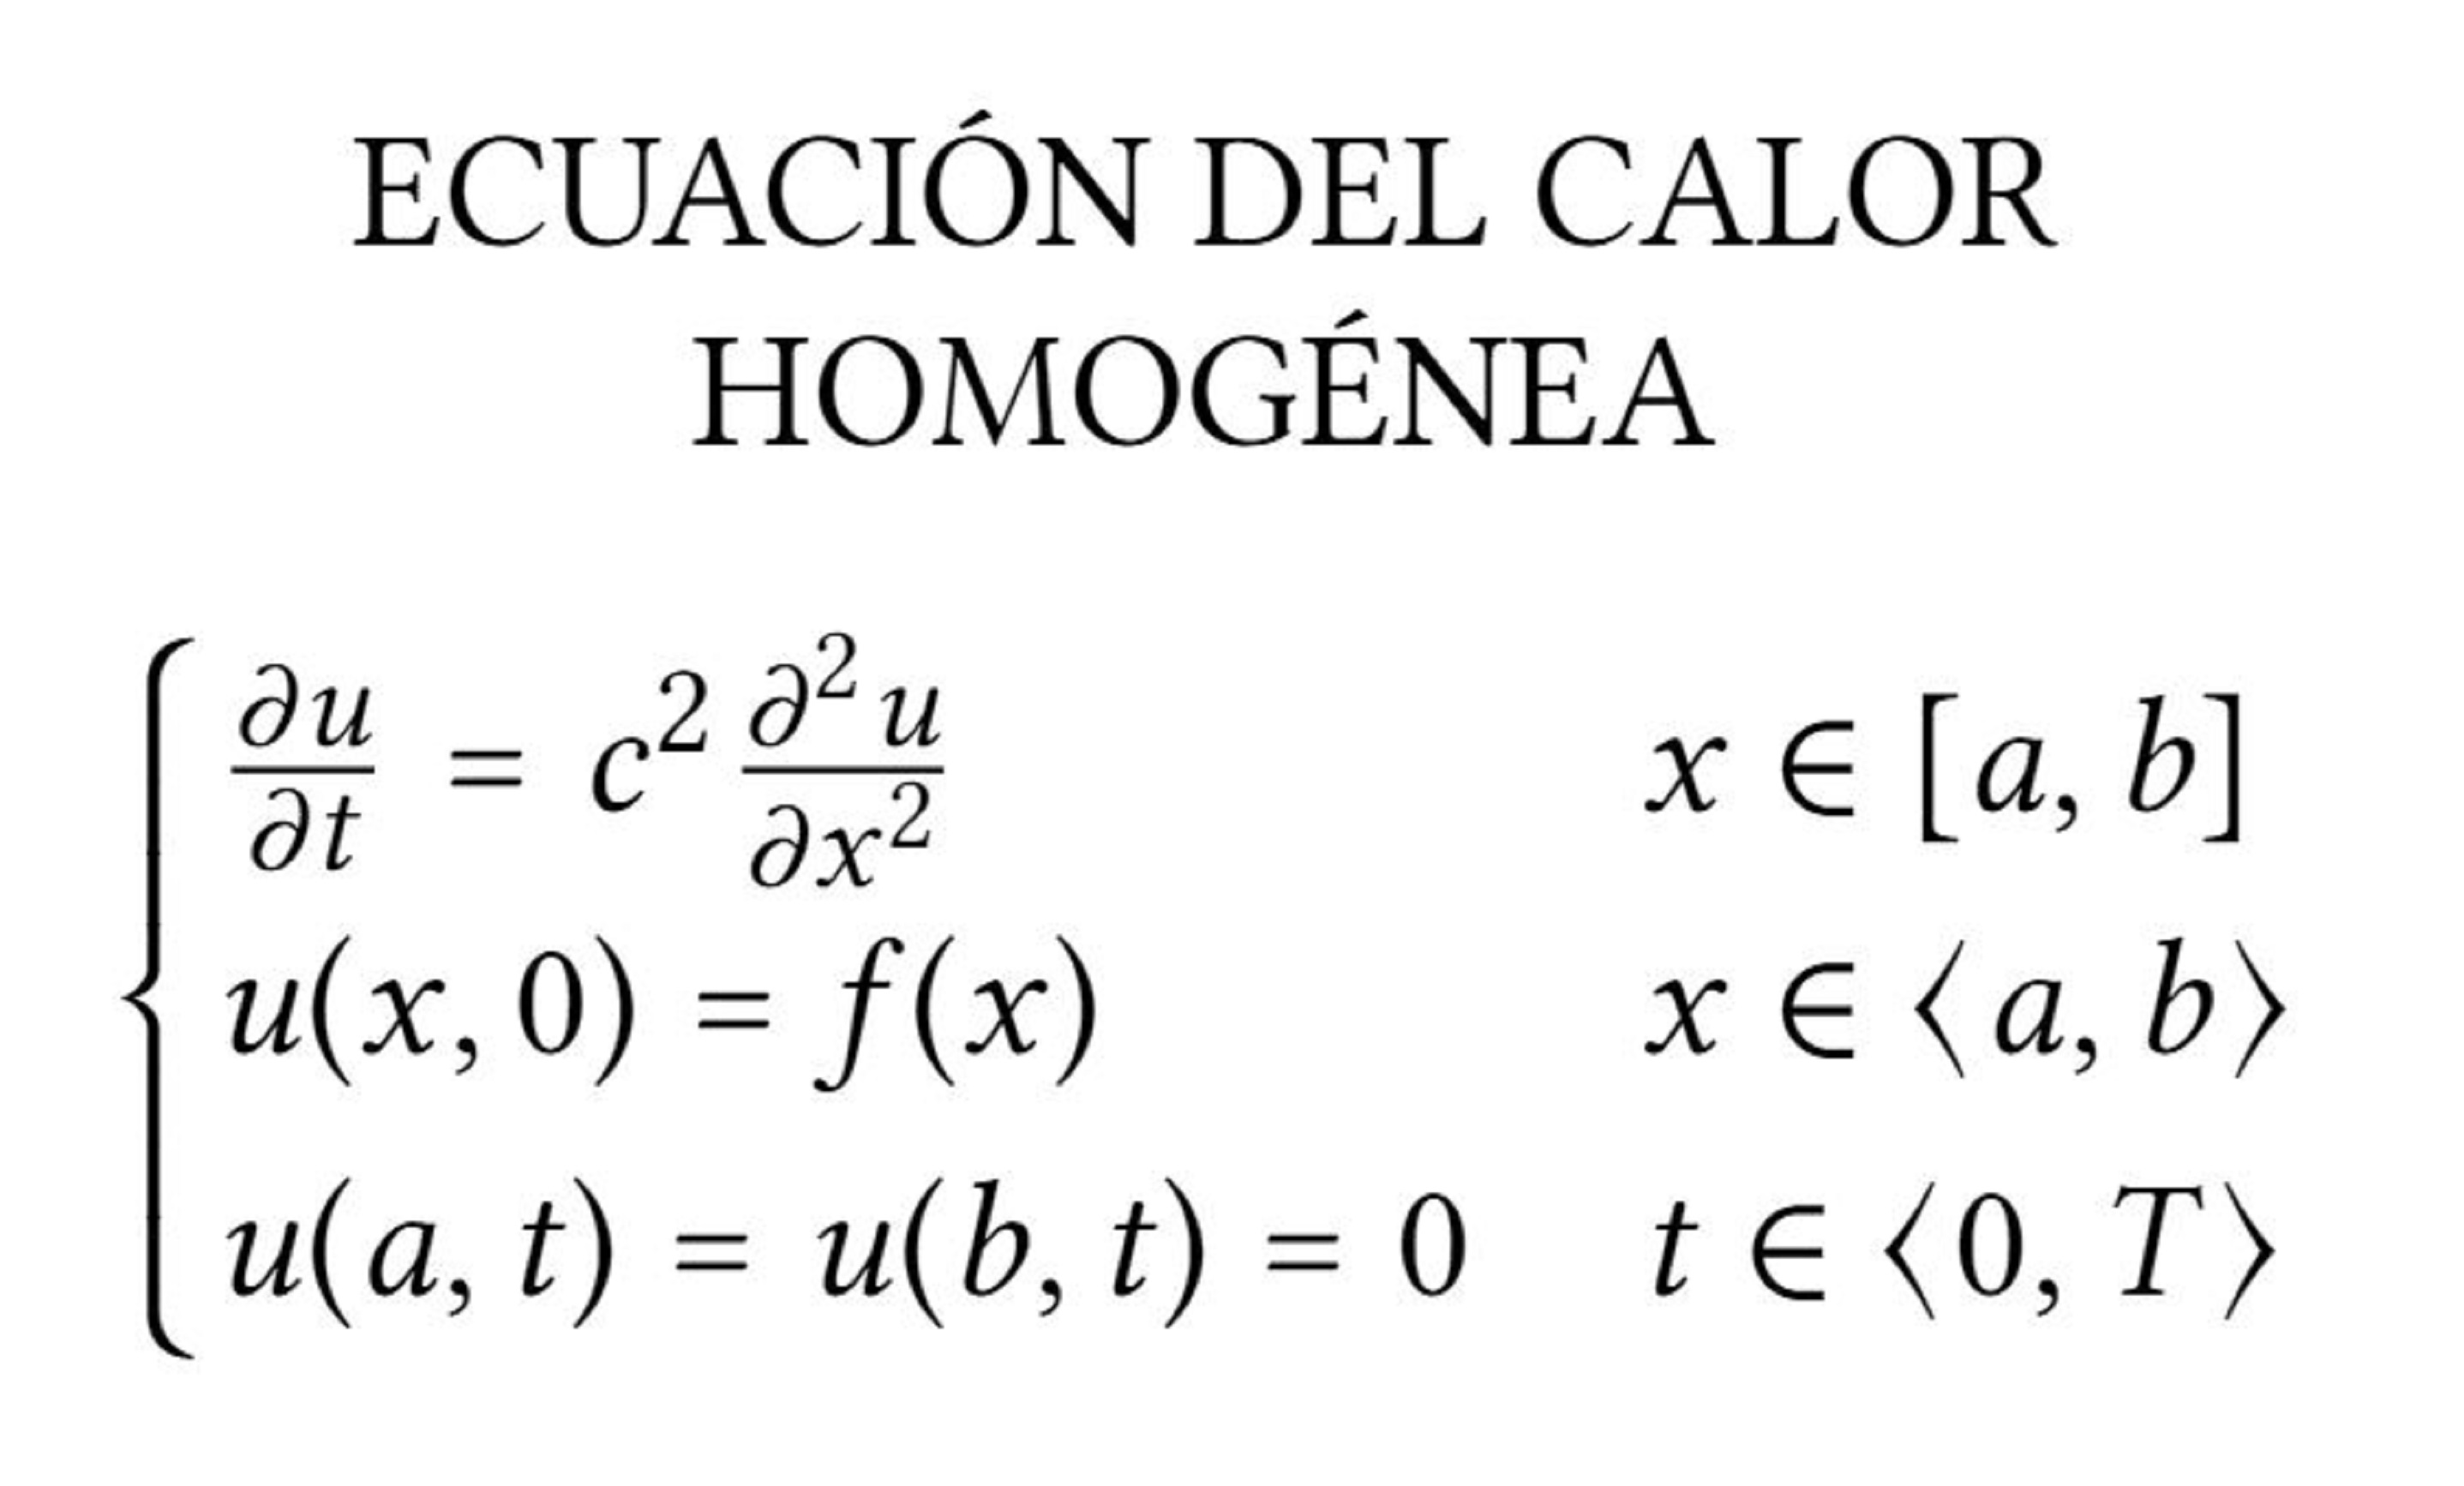 ECUACIÓN DEL CALOR
HOMOGÉNEA
∂u/∂t = c² ∂²u/∂x² x ∈ [a, b]
u(x, 0) = f(x) x ∈ ⟨a, b⟩
u(a, t) = u(b, t) = 0 t ∈ ⟨0, T⟩